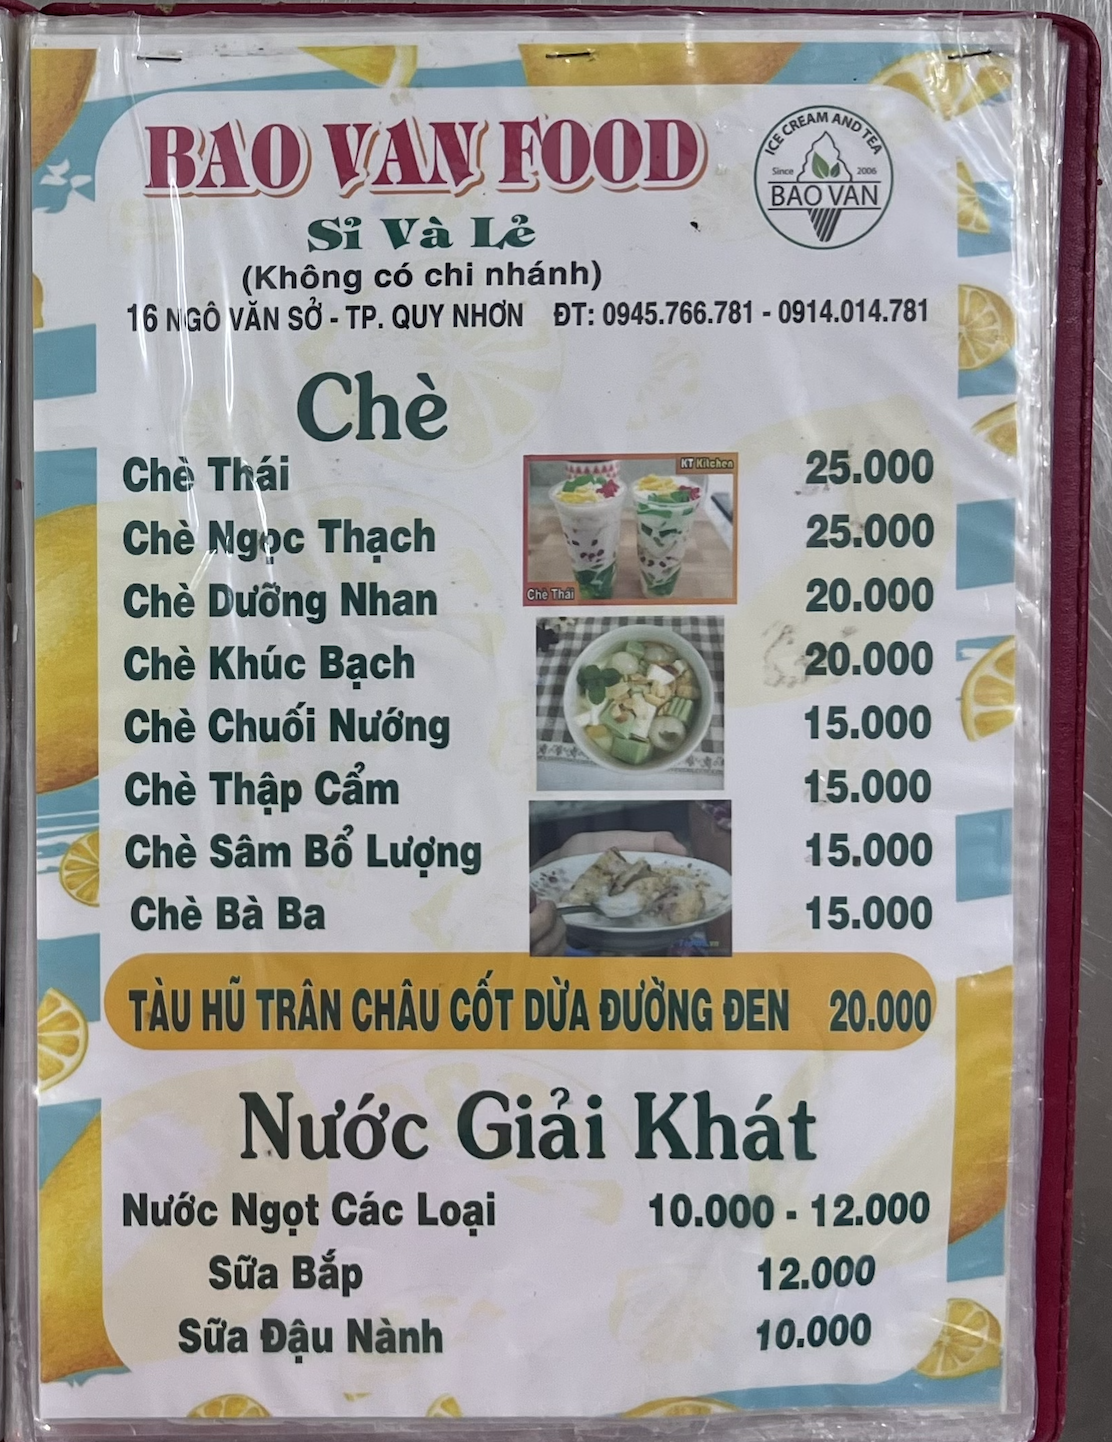 BAO VAN FOOD
ICE CREAM AND TEA
Since 2006
BAO VAN
Sỉ Và Lẻ
(Không có chi nhánh)
16 NGÔ VĂN SỞ - TP. QUY NHƠN ĐT: 0945.766.781 - 0914.014.781
Chè
KT Kitchen
Chè Thái
Chè Thái 25.000
Chè Ngọc Thạch 25.000
Chè Dưỡng Nhan 20.000
Chè Khúc Bạch 20.000
Chè Chuối Nướng 15.000
Chè Thập Cẩm 15.000
Chè Sâm Bổ Lượng 15.000
Chè Bà Ba 15.000
TÀU HŨ TRÂN CHÂU CỐT DỪA ĐƯỜNG ĐEN 20.000
Nước Giải Khát
Nước Ngọt Các Loại 10.000 - 12.000
Sữa Bắp 12.000
Sữa Đậu Nành 10.000